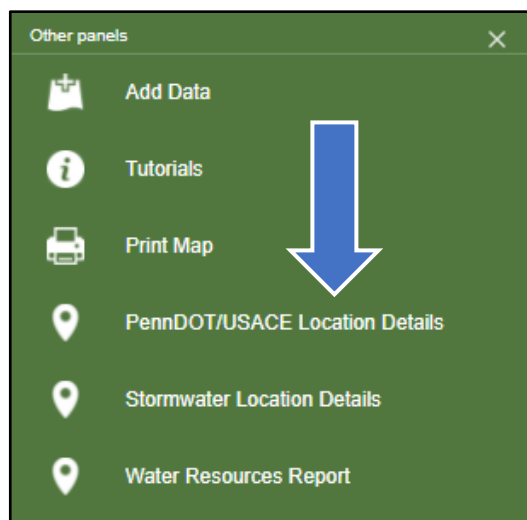 Other panels
Add Data
Tutorials
Print Map
PennDOT/USACE Location Details
Stormwater Location Details
Water Resources Report